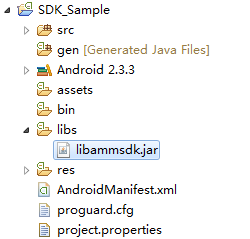 SDK_Sample
src
gen [Generated Java Files]
Android 2.3.3
assets
bin
libs
libammsdk.jar
res
AndroidManifest.xml
proguard.cfg
project.properties